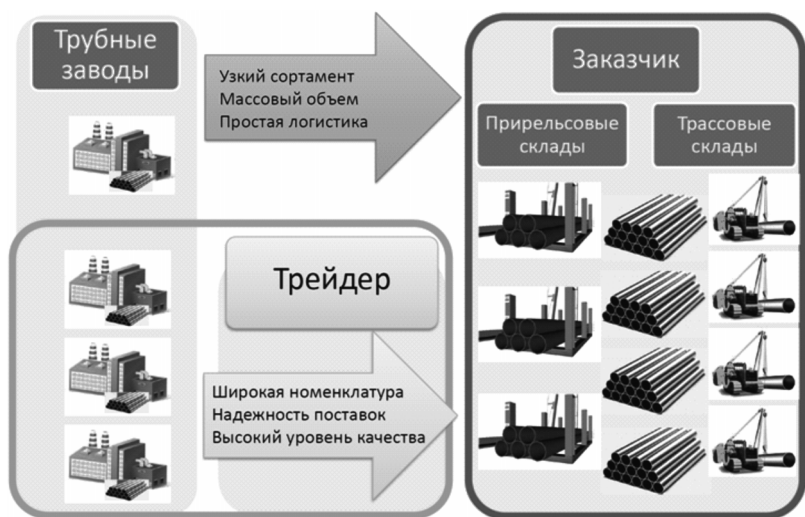 Трубные
заводы
Узкий сортамент
Массовый объем
Простая логистика
Заказчик
Прирельсовые
склады
Трассовые
склады
Трейдер
Широкая номенклатура
Надежность поставок
Высокий уровень качества